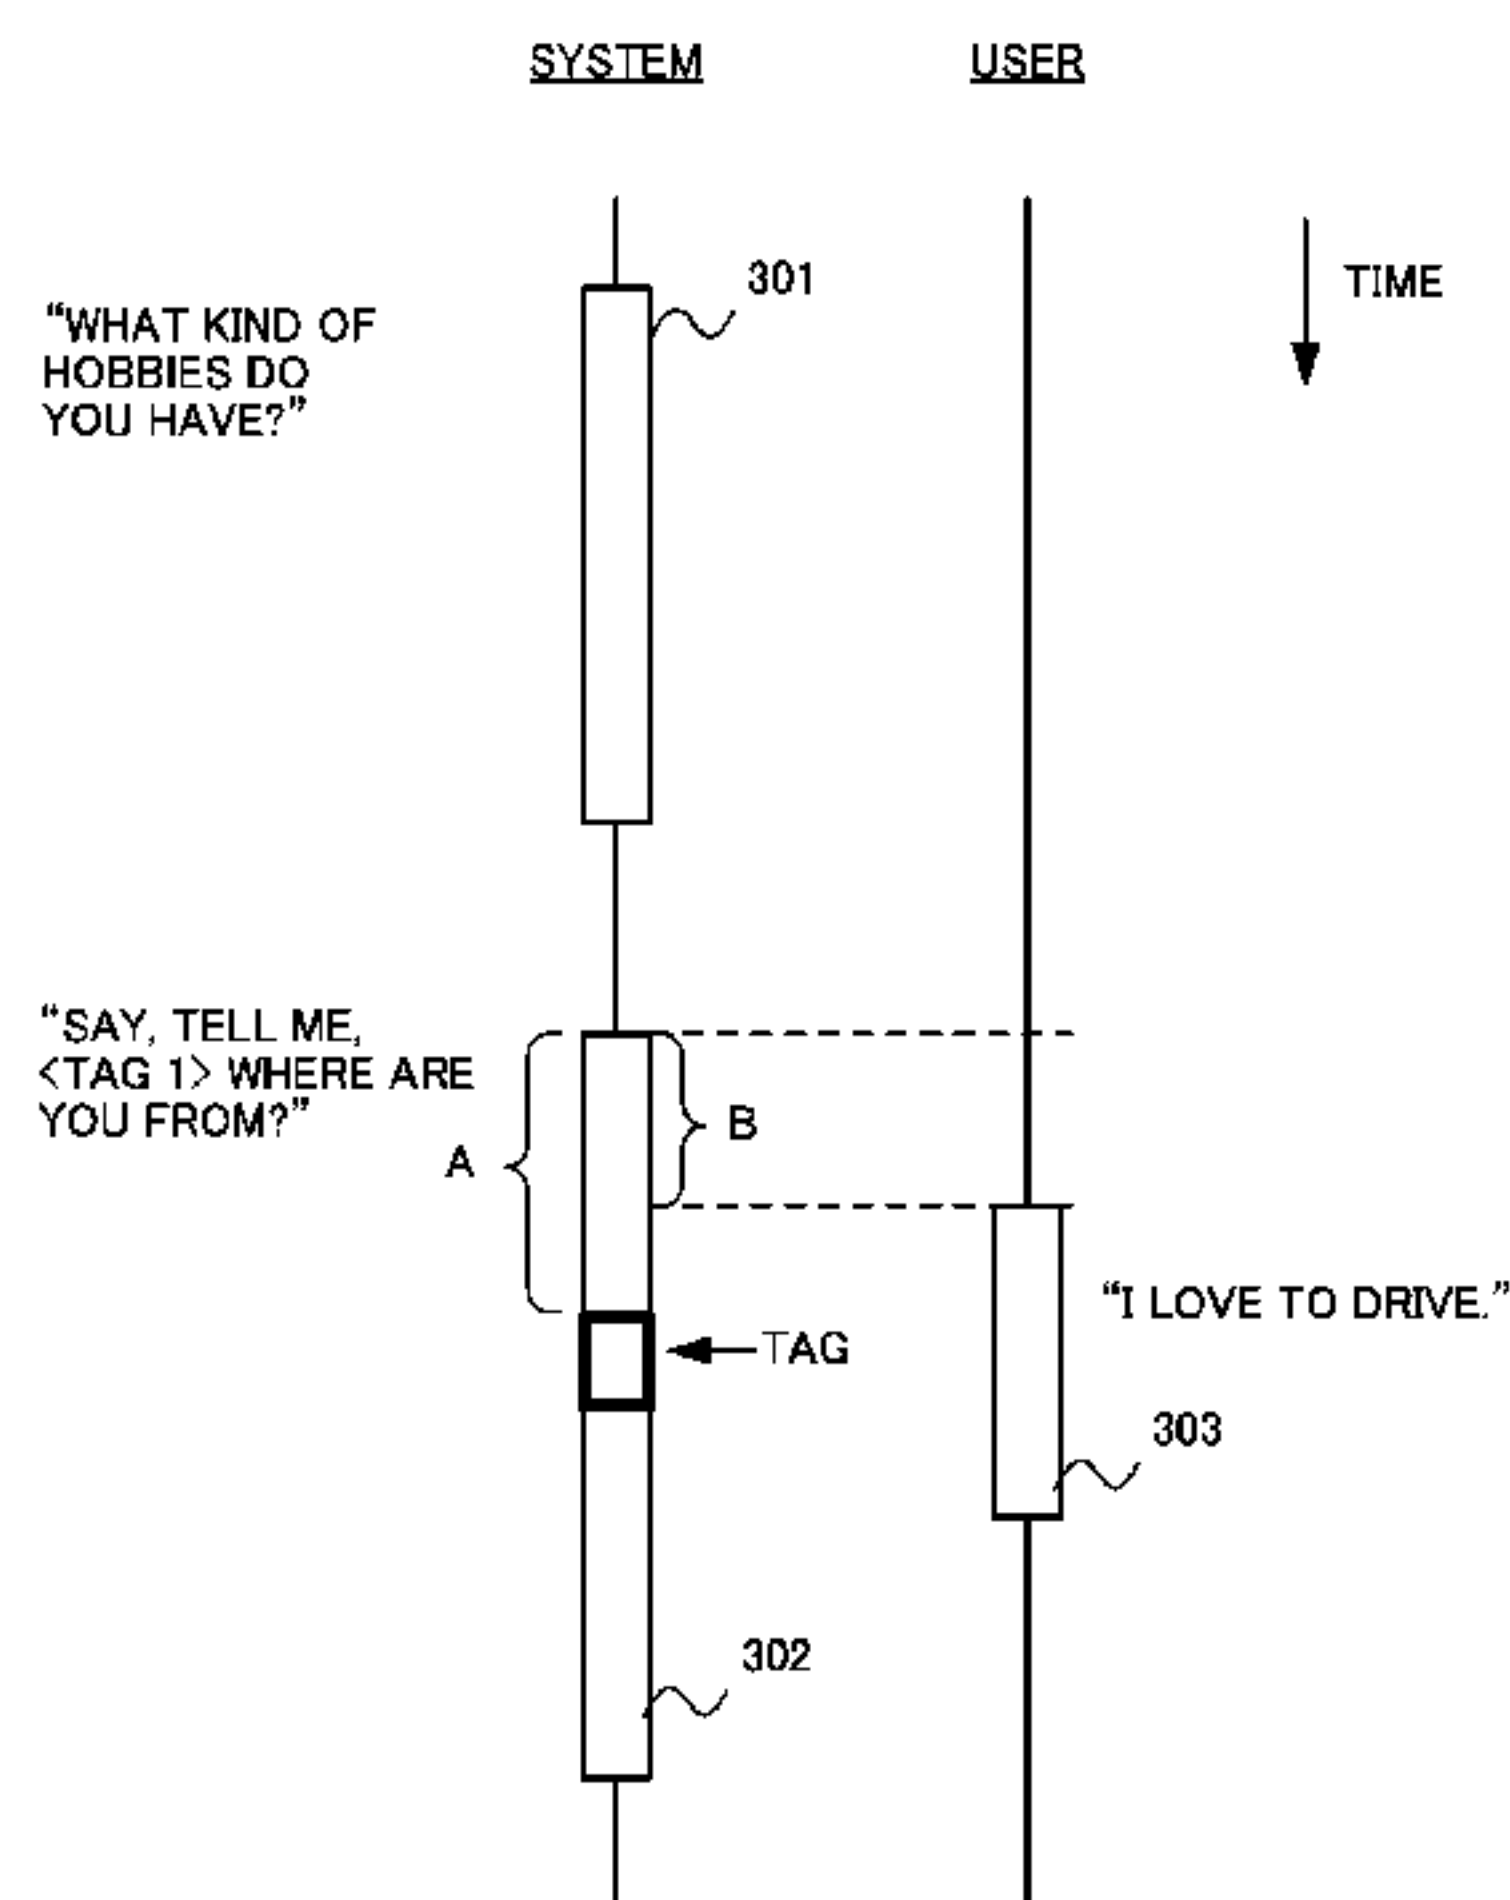 SYSTEM
USER
301
TIME
“WHAT KIND OF
HOBBIES DO
YOU HAVE?”
“SAY, TELL ME,
<TAG 1> WHERE ARE
YOU FROM?”
A
B
“I LOVE TO DRIVE.”
TAG
303
302